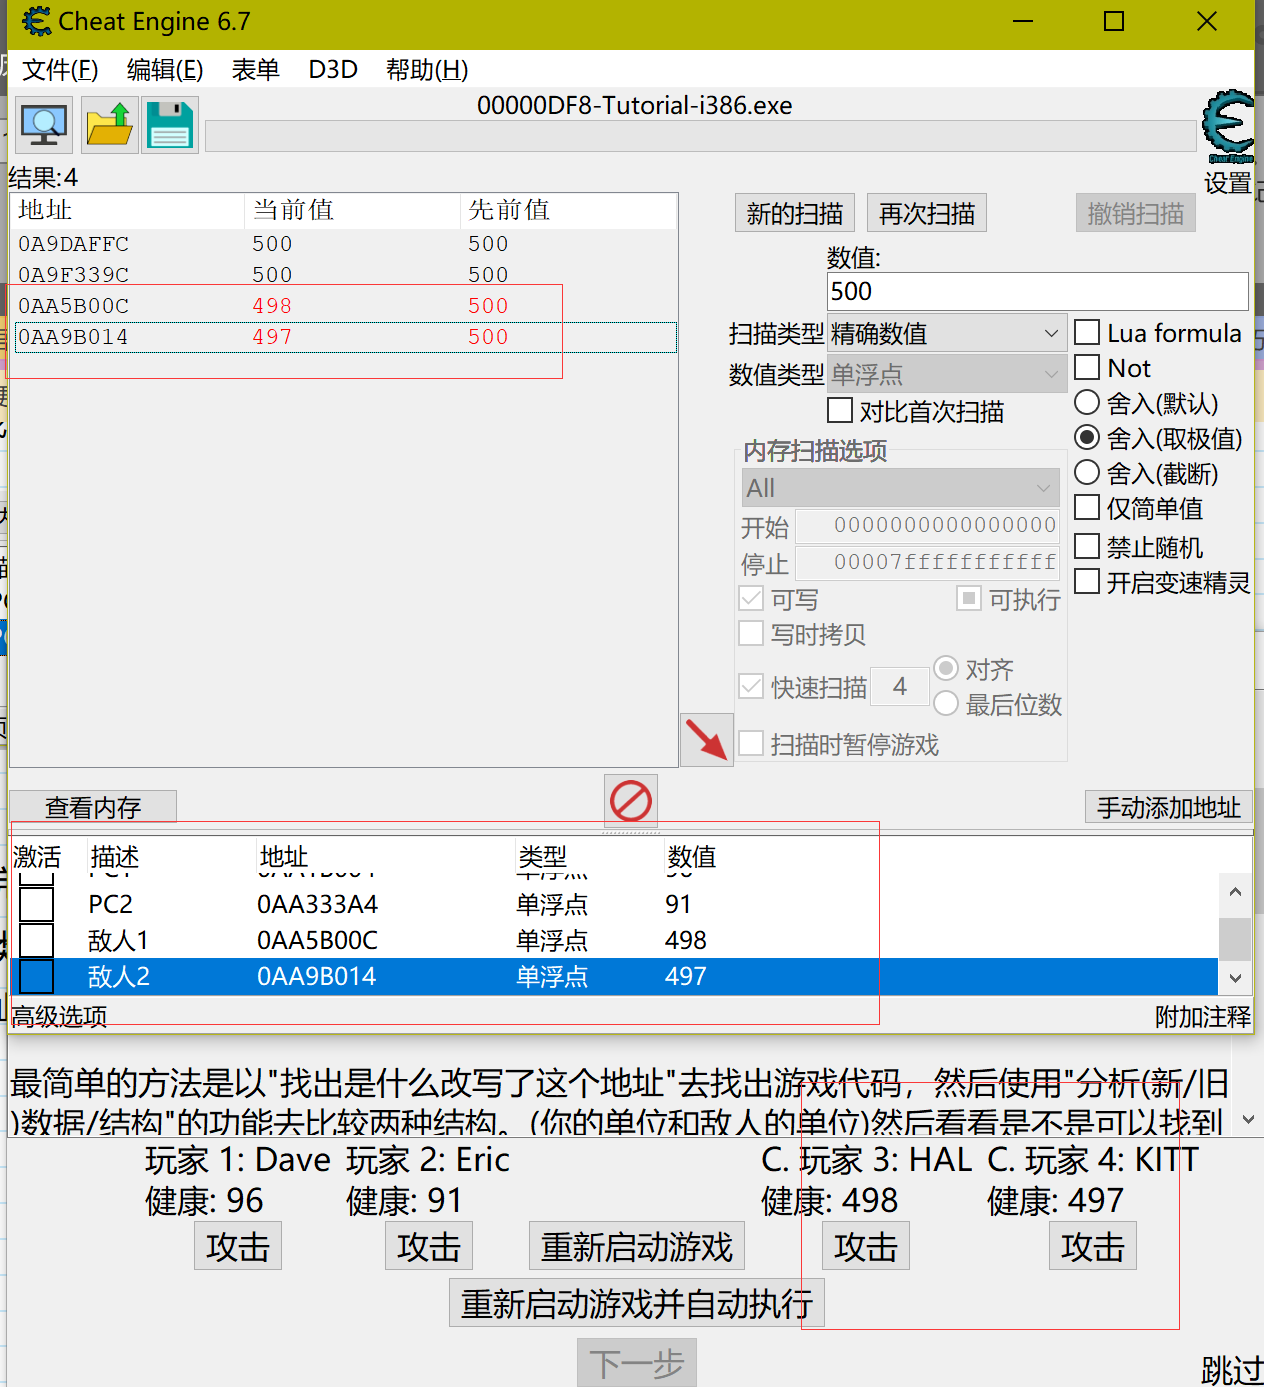 Cheat Engine 6.7
文件(F) 编辑(E) 表单 D3D 帮助(H)
00000DF8-Tutorial-i386.exe
Cheat Engine
设置
结果:4
地址 当前值 先前值
0A9DAFFC 500 500
0A9F339C 500 500
0AA5B00C 498 500
0AA9B014 497 500
新的扫描 再次扫描 撤销扫描
数值:
500
扫描类型 精确数值
数值类型 单浮点
对比首次扫描
Lua formula
Not
舍入(默认)
舍入(取极值)
舍入(截断)
仅简单值
禁止随机
开启变速精灵
内存扫描选项
All
开始 0000000000000000
停止 00007fffffffffff
可写 可执行
写时拷贝
快速扫描 4 对齐
最后位数
扫描时暂停游戏
查看内存 手动添加地址
激活 描述 地址 类型 数值
PC2 0AA333A4 单浮点 91
敌人1 0AA5B00C 单浮点 498
敌人2 0AA9B014 单浮点 497
高级选项 附加注释
最简单的方法是以"找出是什么改写了这个地址"去找出游戏代码，然后使用"分析(新/旧
)数据/结构"的功能去比较两种结构。(你的单位和敌人的单位)然后看看是不是可以找到
玩家 1: Dave 玩家 2: Eric C. 玩家 3: HAL C. 玩家 4: KITT
健康: 96 健康: 91 健康: 498 健康: 497
攻击 攻击 重新启动游戏 攻击 攻击
重新启动游戏并自动执行
下一步
跳过